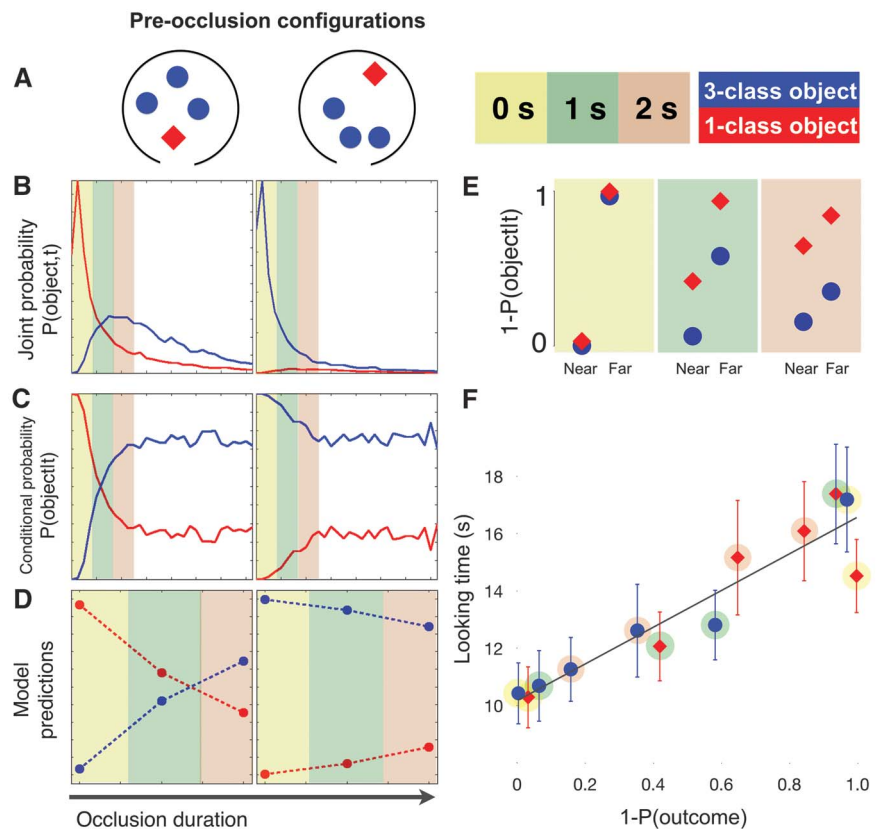 Pre-occlusion configurations
A
0 s 1 s 2 s
3-class object
1-class object
B
Joint probability
P(object,t)
E
1-P(objectIt)
1
0
Near Far
Near Far
Near Far
C
Conditional probability
P(objectIt)
D
Model
predictions
Occlusion duration
F
Looking time (s)
18
16
14
12
10
0 0.2 0.4 0.6 0.8 1.0
1-P(outcome)